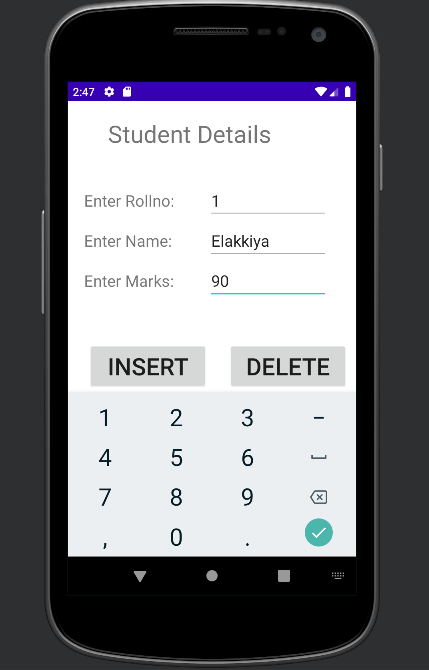 2:47
Student Details
Enter Rollno: 1
Enter Name: Elakkiya
Enter Marks: 90
INSERT DELETE
1 2 3 –
4 5 6
7 8 9
, 0 .